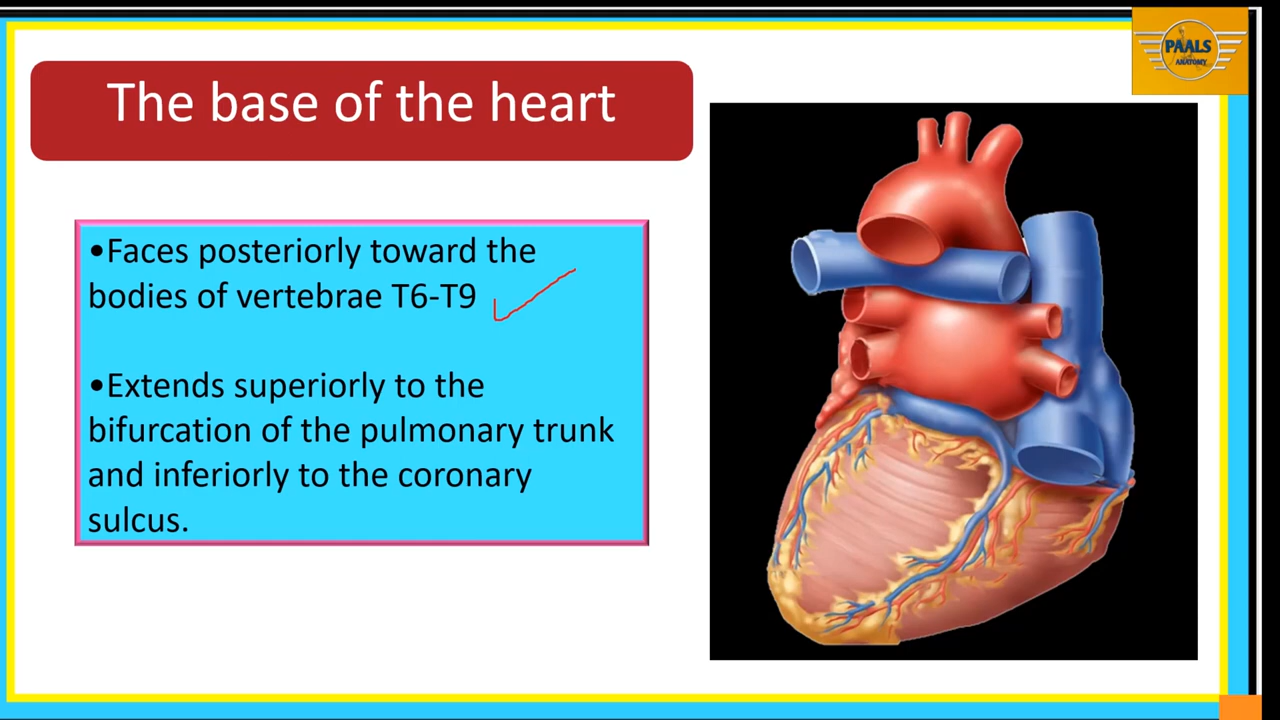 PAALS
ANATOMY
The base of the heart
•Faces posteriorly toward the
bodies of vertebrae T6-T9
•Extends superiorly to the
bifurcation of the pulmonary trunk
and inferiorly to the coronary
sulcus.